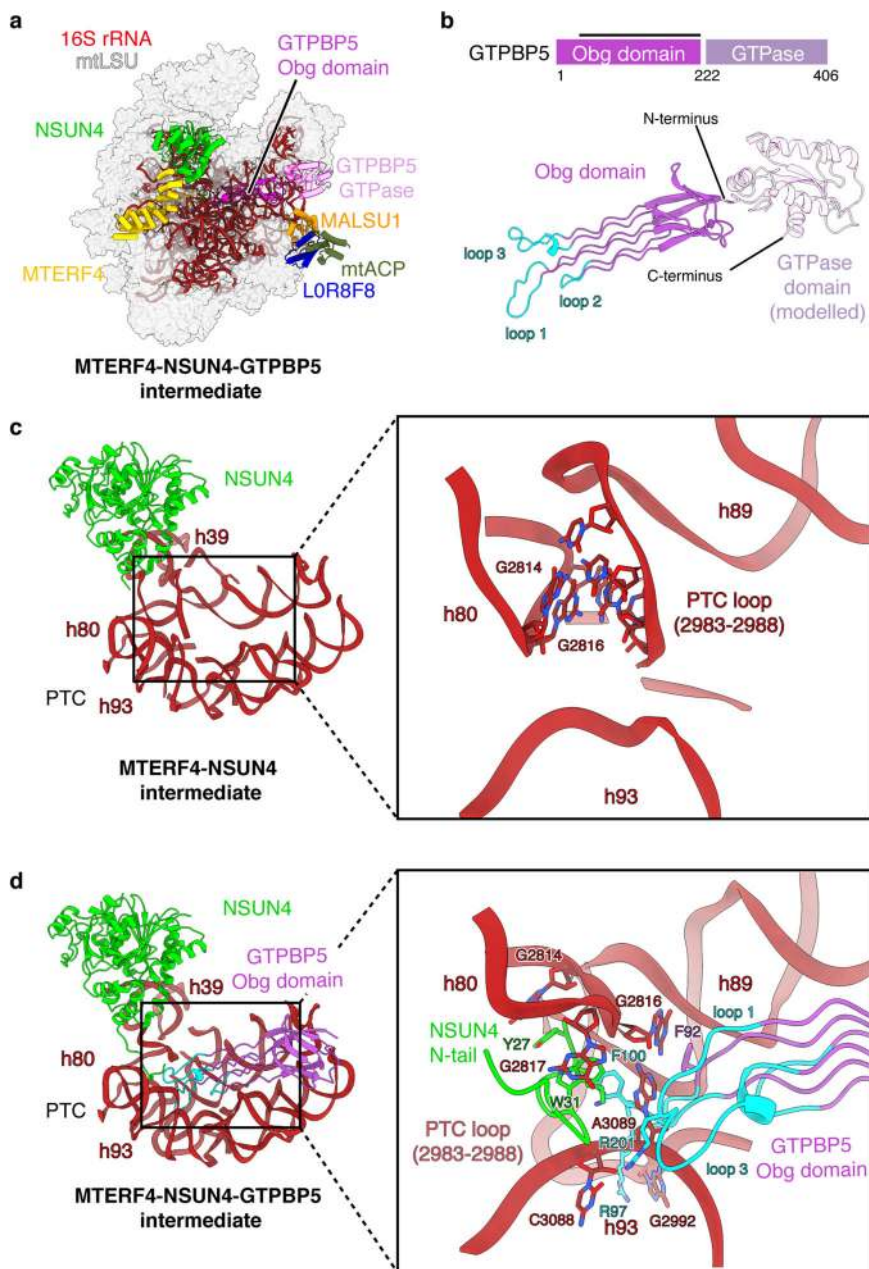 a
16S rRNA
mtLSU
GTPBP5
Obg domain
NSUN4
GTPBP5
GTPase
MALSU1
mtACP
L0R8F8
MTERF4
MTERF4-NSUN4-GTPBP5
intermediate
b
GTPBP5
Obg domain
GTPase
1
222
406
N-terminus
Obg domain
loop 3
loop 2
loop 1
C-terminus
GTPase
domain
(modelled)
c
NSUN4
h39
h80
PTC
h93
MTERF4-NSUN4
intermediate
h89
G2814
h80
PTC loop
(2983-2988)
G2816
h93
d
NSUN4
GTPBP5
Obg domain
h39
h80
PTC
h93
MTERF4-NSUN4-GTPBP5
intermediate
G2814
h80
h89
G2816
loop 1
NSUN4
N-tail
Y27
F92
G2817
F100
W31
A3089
R201
PTC loop
(2983-2988)
GTPBP5
Obg domain
loop 3
C3088
R97
h93
G2992